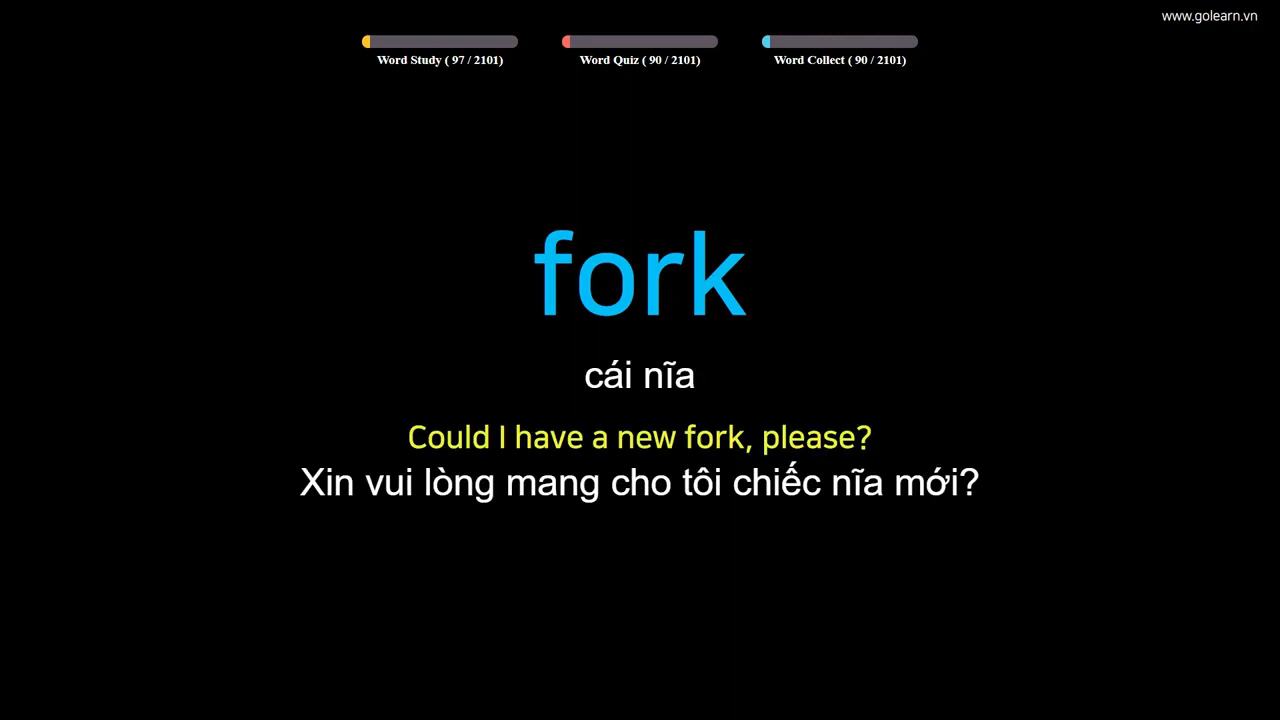 www.golearn.vn
Word Study ( 97 / 2101) Word Quiz ( 90 / 2101) Word Collect ( 90 / 2101)
fork
cái nĩa
Could I have a new fork, please?
Xin vui lòng mang cho tôi chiếc nĩa mới?